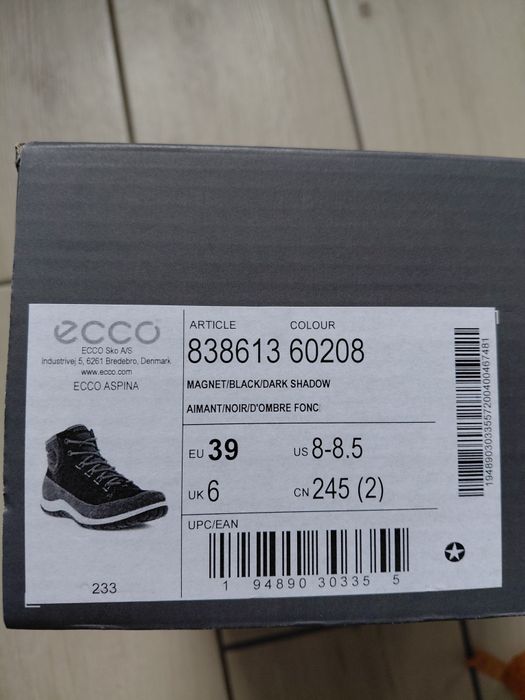 ecco
ECCO Sko A/S
Industrivej 5, 6261 Bredebro, Denmark
www.ecco.com
ECCO ASPINA
233
ARTICLE COLOUR
838613 60208
MAGNET/BLACK/DARK SHADOW
AIMANT/NOIR/D'OMBRE FONC
EU 39 US 8-8.5
UK 6 CN 245 (2)
UPC/EAN
1 94890 30335 5
19489030335572004004674​81